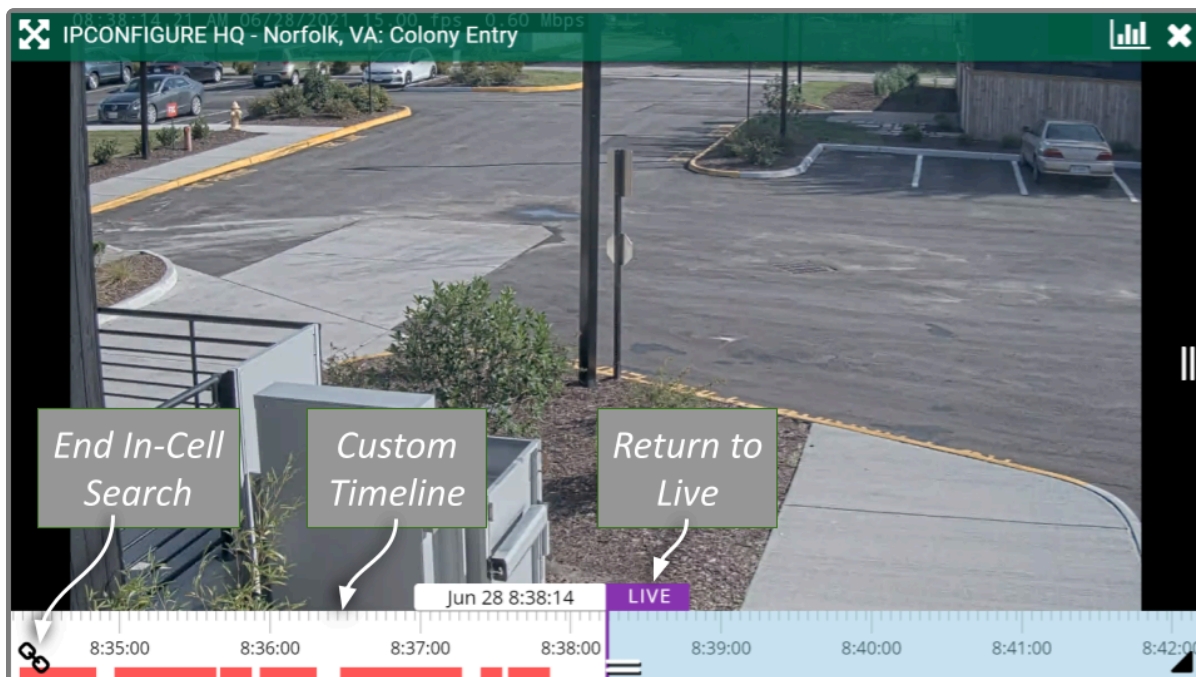 08:38:14.21 AM 06/28/2021 15.00 fps 0.60 Mbps
IPCONFIGURE HQ - Norfolk, VA: Colony Entry
End In-Cell
Search
Custom
Timeline
Return to
Live
Jun 28 8:38:14
LIVE
8:35:00
8:36:00
8:37:00
8:38:00
8:39:00
8:40:00
8:41:00
8:42:00